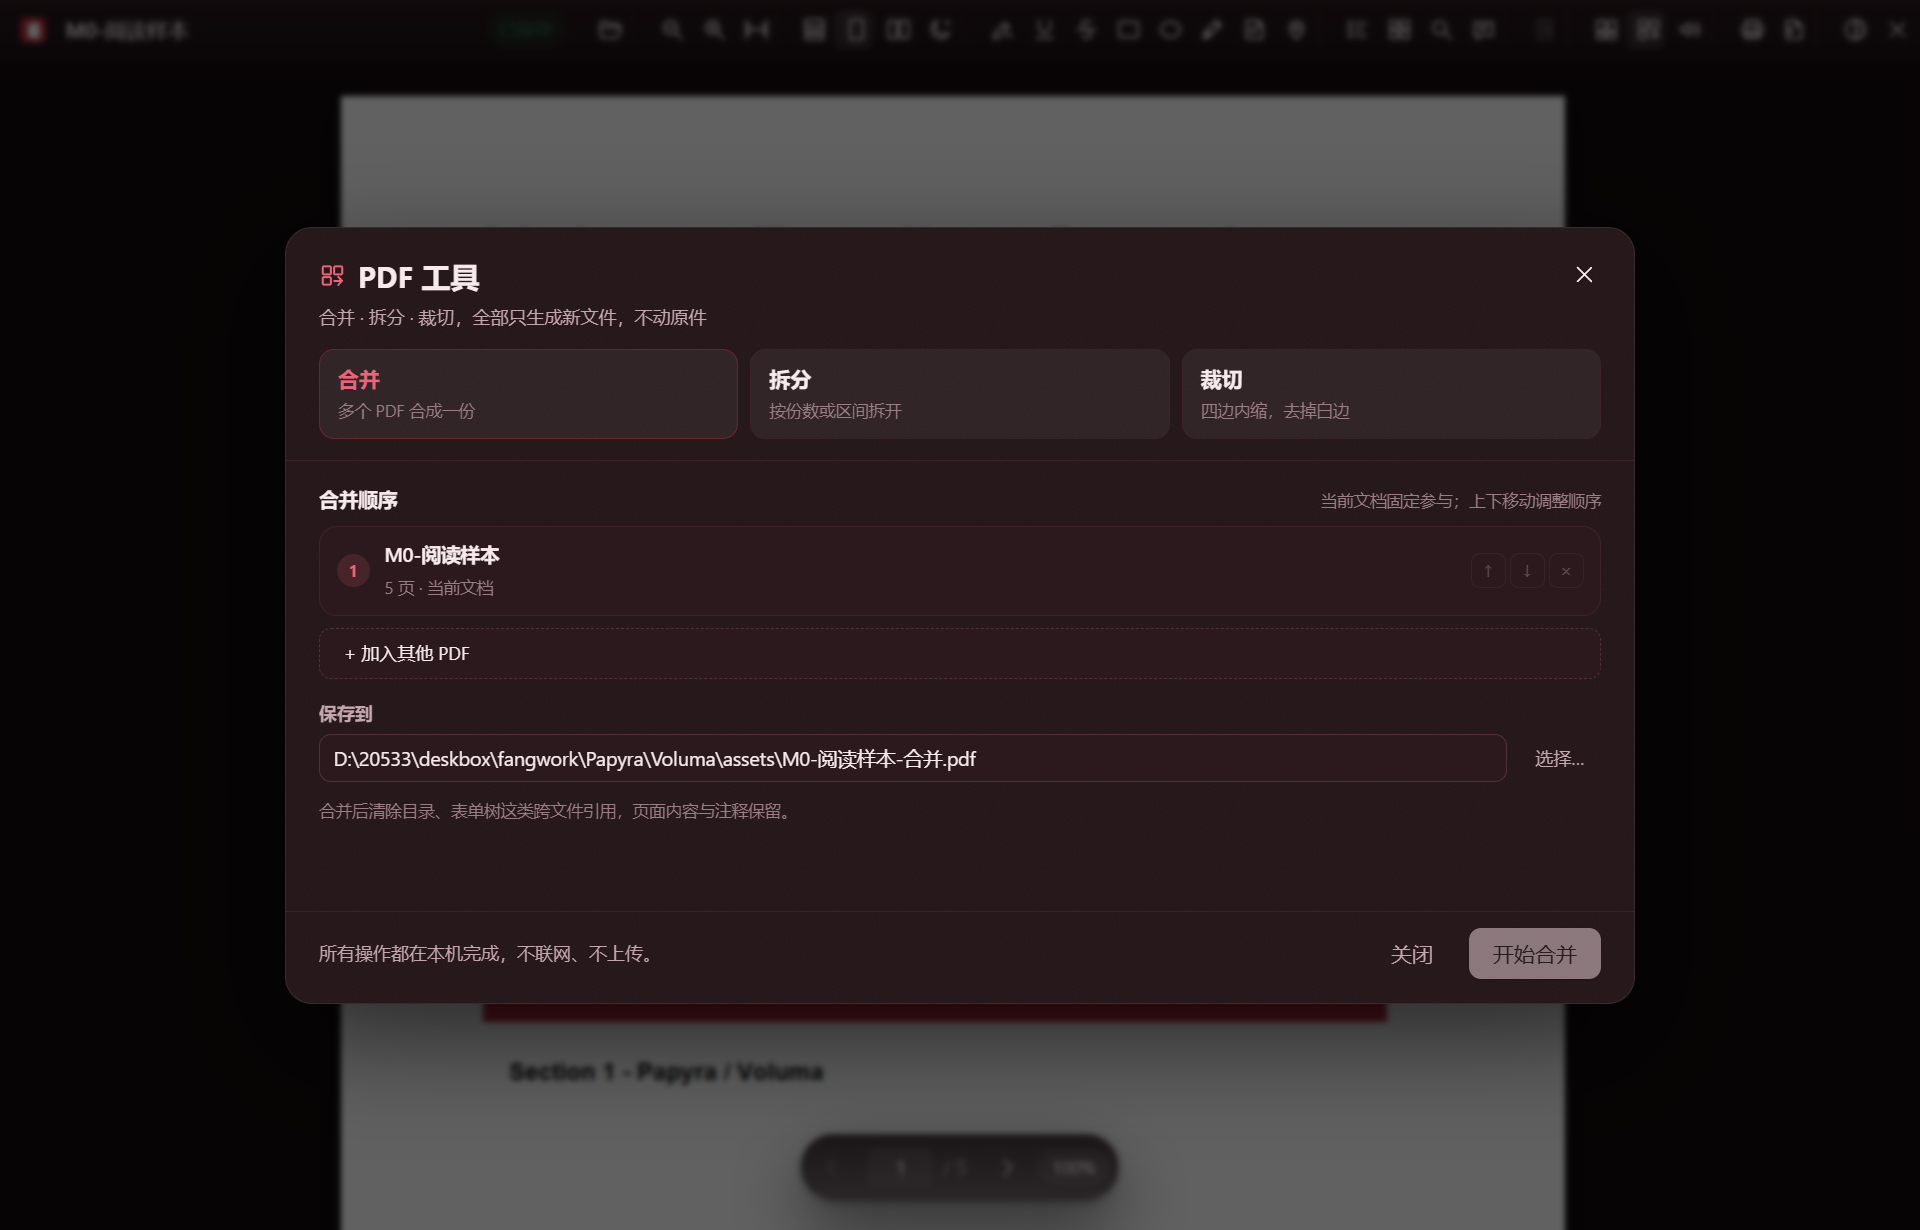 M0-阅读样本
PDF 工具
合并 · 拆分 · 裁切，全部只生成新文件，不动原件
合并
多个 PDF 合成一份
拆分
按份数或区间拆开
裁切
四边内缩，去掉白边
合并顺序
当前文档固定参与；上下移动调整顺序
1
M0-阅读样本
5 页 · 当前文档
↑ ↓ ×
+ 加入其他 PDF
保存到
D:\20533\deskbox\fangwork\Papyra\Voluma\assets\M0-阅读样本-合并.pdf
选择...
合并后清除目录、表单树这类跨文件引用，页面内容与注释保留。
所有操作都在本机完成，不联网、不上传。
关闭
开始合并
Section 1 - Papyra / Voluma
1 / 5 100%